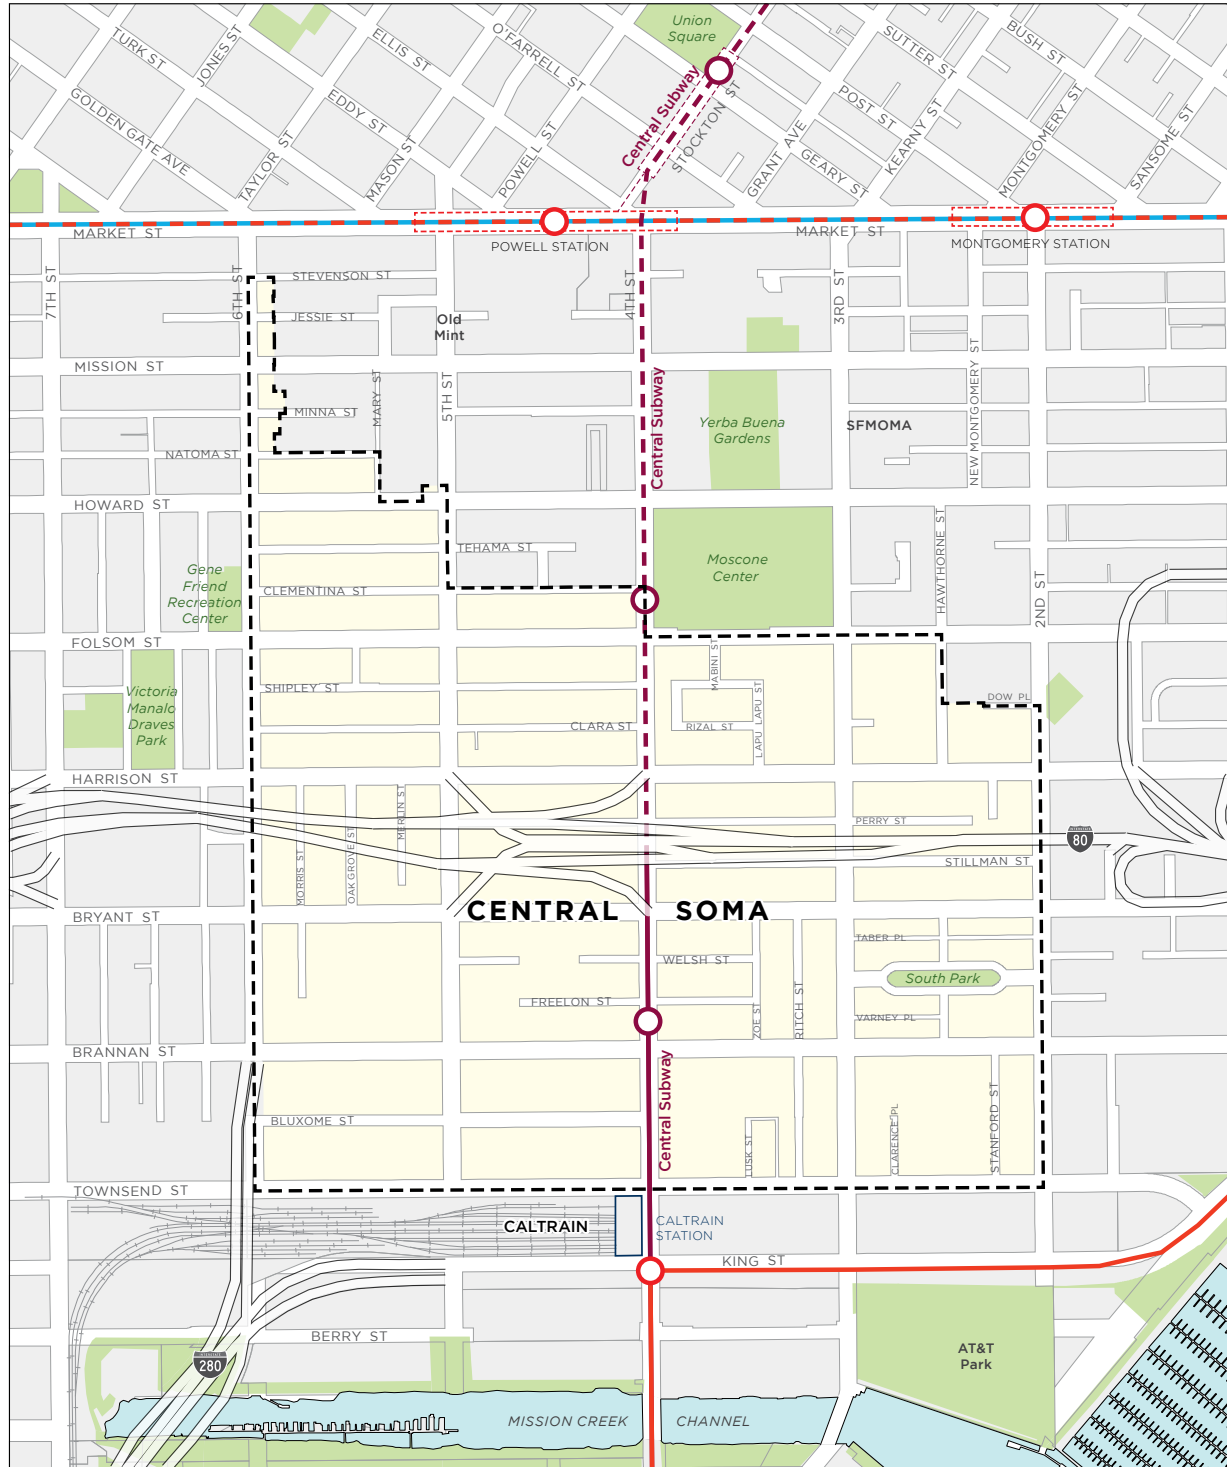 Union
Square
BUSH ST
SUTTER ST
O'FARRELL ST
ELLIS ST
JONES ST
TURK ST
Central Subway
STOCKTON ST
POST ST
KEARNY ST
MONTGOMERY ST
SANSOME ST
GOLDEN GATE AVE
EDDY ST
TAYLOR ST
MASON ST
POWELL ST
GRANT AVE
GEARY ST
MARKET ST
POWELL STATION
MARKET ST
MONTGOMERY STATION
7TH ST
6TH ST
STEVENSON ST
4TH ST
3RD ST
JESSIE ST
Old
Mint
MISSION ST
MARY ST
5TH ST
Central Subway
NEW MONTGOMERY ST
MINNA ST
Yerba Buena
Gardens
SFMOMA
NATOMA ST
HOWARD ST
TEHAMA ST
HAWTHORNE ST
Moscone
Center
Gene
Friend
Recreation
Center
CLEMENTINA ST
2ND ST
FOLSOM ST
SHIPLEY ST
MABINI ST
Victoria
Manalo
Draves
Park
DOW PL
CLARA ST
RIZAL ST
LAPU LAPU ST
HARRISON ST
MERLIN ST
PERRY ST
80
MORRIS ST
OAK GROVE ST
STILLMAN ST
CENTRAL SOMA
BRYANT ST
TABER PL
WELSH ST
South Park
FREELON ST
ZOE ST
RITCH ST
VARNEY PL
BRANNAN ST
Central Subway
BLUXOME ST
LUSK ST
CLARENCE PL
STANFORD ST
TOWNSEND ST
CALTRAIN
CALTRAIN
STATION
KING ST
BERRY ST
280
AT&T
Park
MISSION CREEK CHANNEL